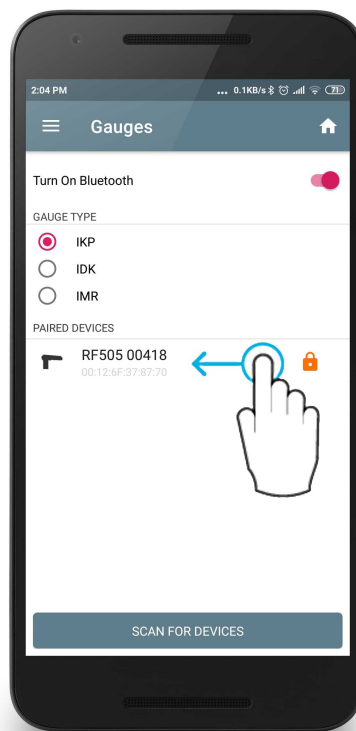 2:04 PM ... 0.1KB/s 71
Gauges
Turn On Bluetooth
GAUGE TYPE
IKP
IDK
IMR
PAIRED DEVICES
RF505 00418
00:12:6F:37:87:70
SCAN FOR DEVICES